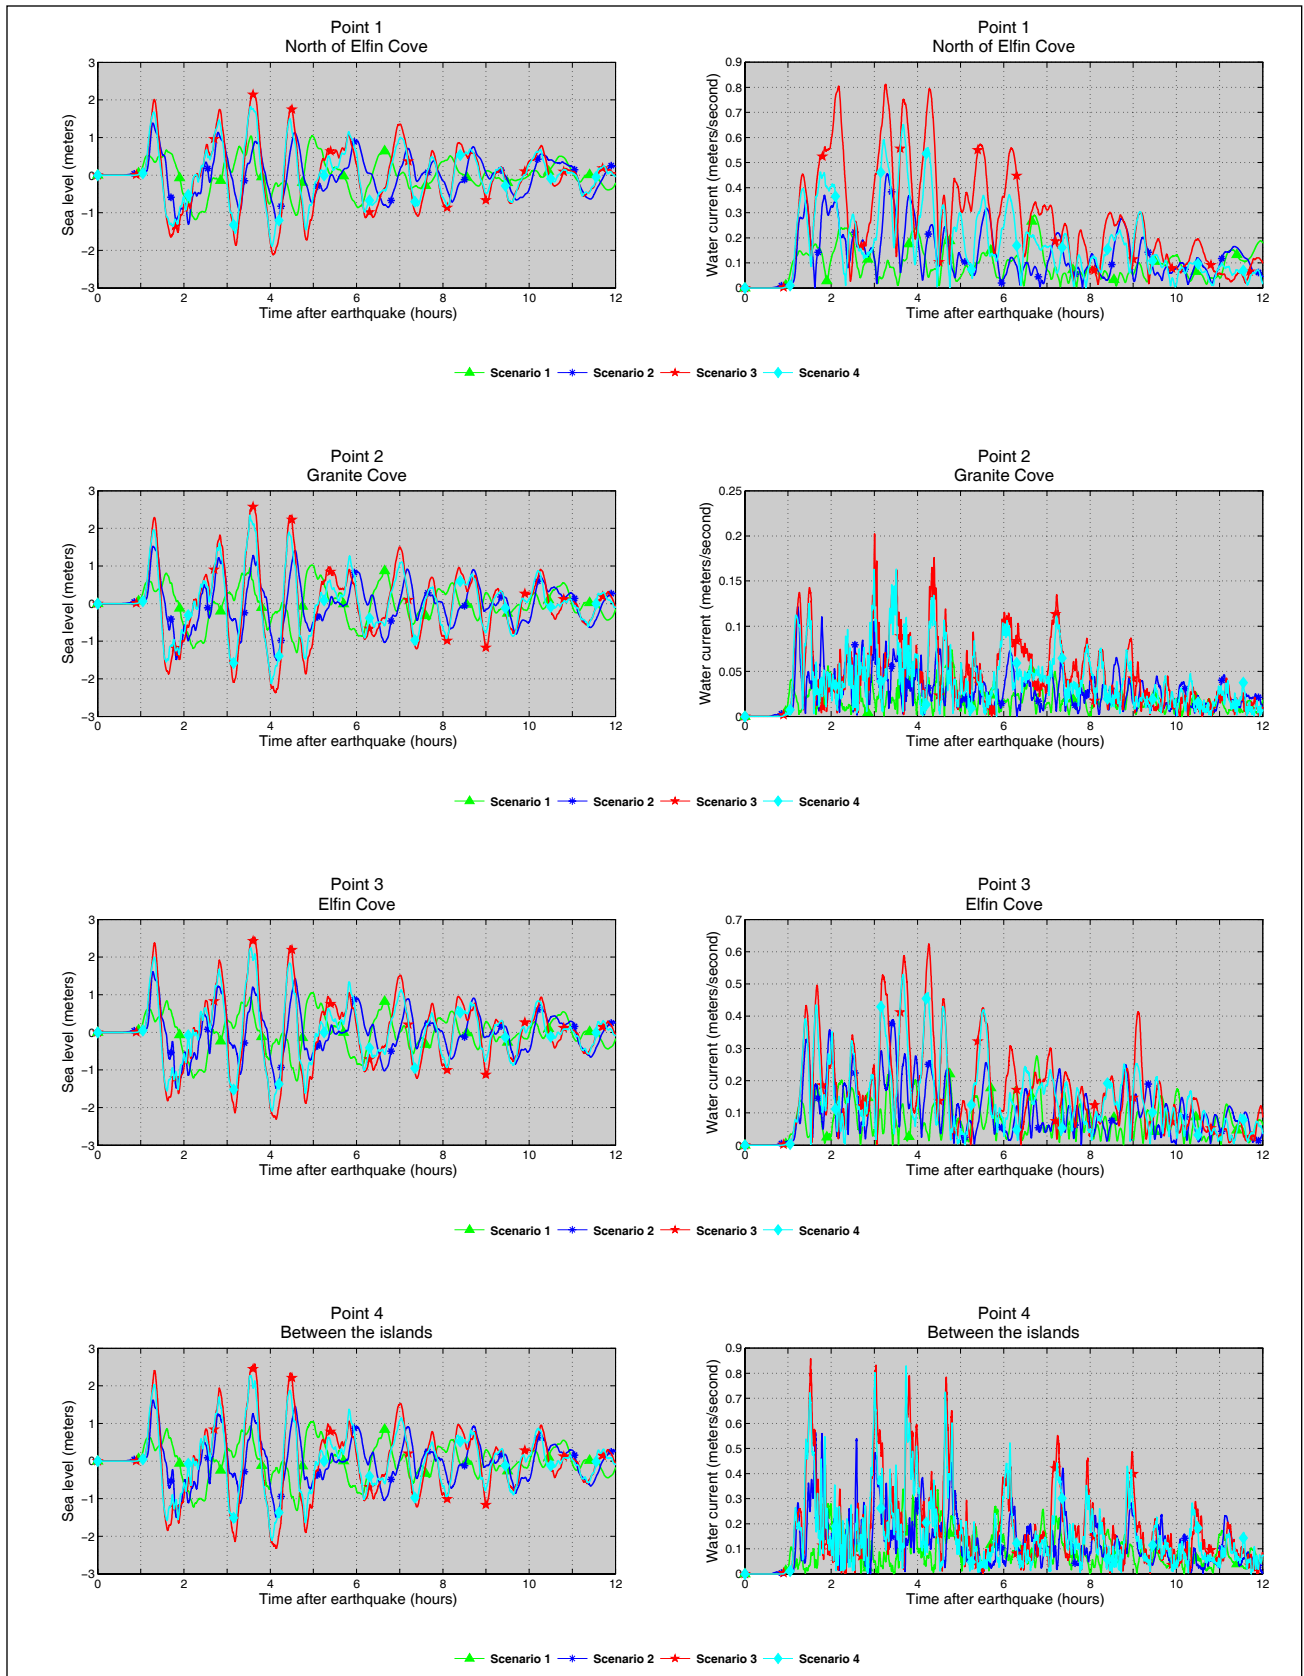 Point 1
North of Elfin Cove
3
2
1
0
−1
−2
−3
Sea level (meters)
0 2 4 6 8 10 12
Time after earthquake (hours)
Point 1
North of Elfin Cove
0.9
0.8
0.7
0.6
0.5
0.4
0.3
0.2
0.1
0
Water current (meters/second)
0 2 4 6 8 10 12
Time after earthquake (hours)
Scenario 1 Scenario 2 Scenario 3 Scenario 4
Point 2
Granite Cove
3
2
1
0
−1
−2
−3
Sea level (meters)
0 2 4 6 8 10 12
Time after earthquake (hours)
Point 2
Granite Cove
0.25
0.2
0.15
0.1
0.05
0
Water current (meters/second)
0 2 4 6 8 10 12
Time after earthquake (hours)
Scenario 1 Scenario 2 Scenario 3 Scenario 4
Point 3
Elfin Cove
3
2
1
0
−1
−2
−3
Sea level (meters)
0 2 4 6 8 10 12
Time after earthquake (hours)
Point 3
Elfin Cove
0.7
0.6
0.5
0.4
0.3
0.2
0.1
0
Water current (meters/second)
0 2 4 6 8 10 12
Time after earthquake (hours)
Scenario 1 Scenario 2 Scenario 3 Scenario 4
Point 4
Between the islands
3
2
1
0
−1
−2
−3
Sea level (meters)
0 2 4 6 8 10 12
Time after earthquake (hours)
Point 4
Between the islands
0.9
0.8
0.7
0.6
0.5
0.4
0.3
0.2
0.1
0
Water current (meters/second)
0 2 4 6 8 10 12
Time after earthquake (hours)
Scenario 1 Scenario 2 Scenario 3 Scenario 4